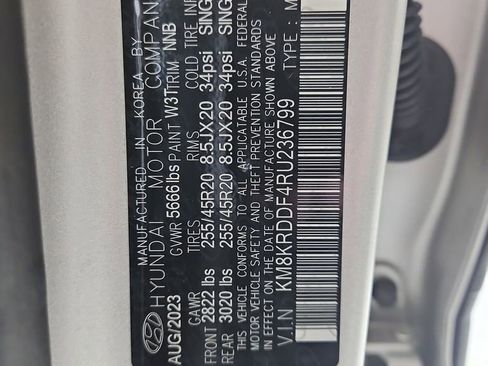 MANUFACTURED IN KOREA BY
HYUNDAI MOTOR COMPANY
AUG/2023 GVWR 5666lbs PAINT W3T TRIM NNB
GAWR TIRES RIMS COLD TIRE INF
FRONT 2822 lbs 255/45R20 8.5JX20 34psi SING
REAR 3020 lbs 255/45R20 8.5JX20 34psi SING
THIS VEHICLE CONFORMS TO ALL APPLICABLE U.S.A. FEDERAL
MOTOR VEHICLE SAFETY BUMPER AND THEFT PREVENTION STANDARDS
IN EFFECT ON THE DATE OF MANUFACTURE SHOWN ABOVE
V.I.N KM8KRDDF4RU236799 TYPE : M